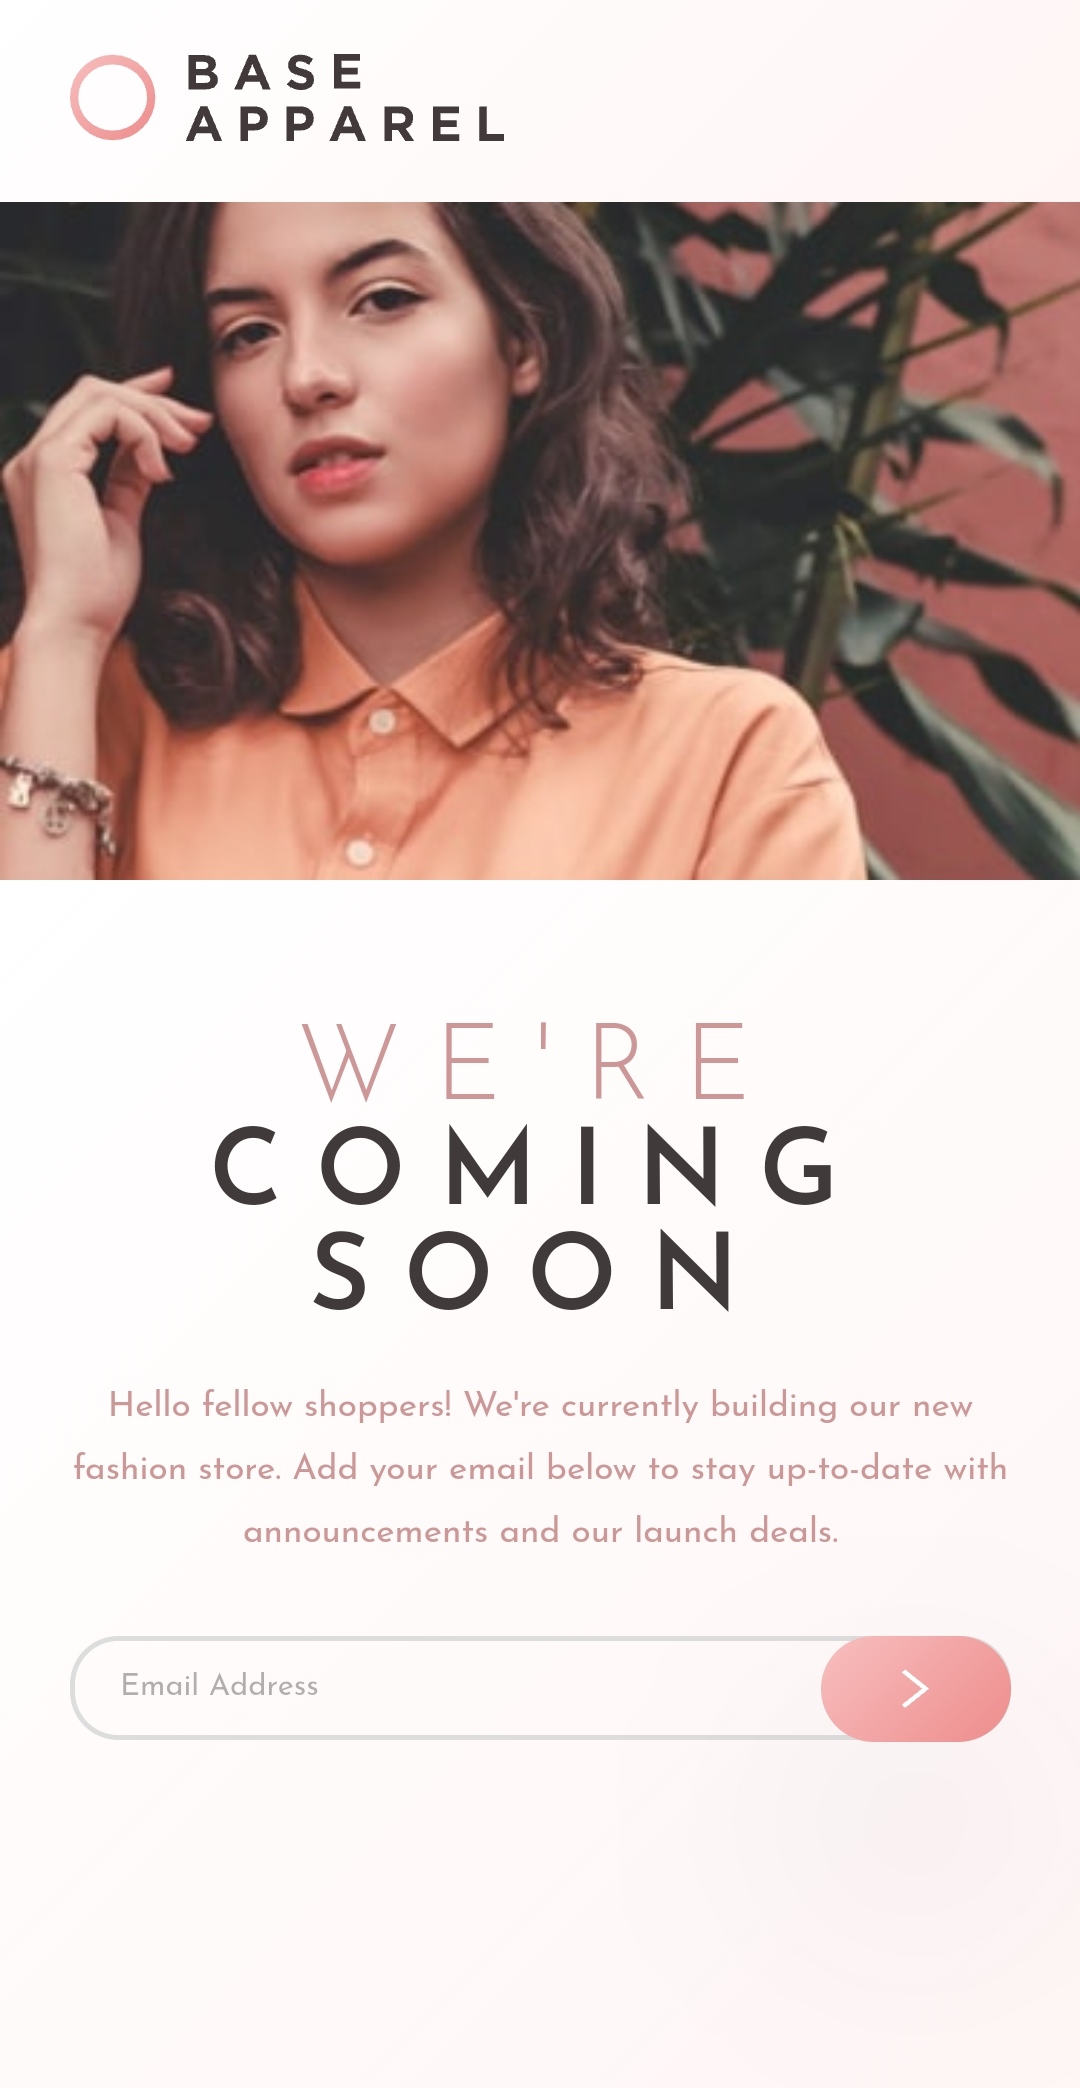 BASE
APPAREL
WE'RE
COMING
SOON
Hello fellow shoppers! We're currently building our new
fashion store. Add your email below to stay up-to-date with
announcements and our launch deals.
Email Address